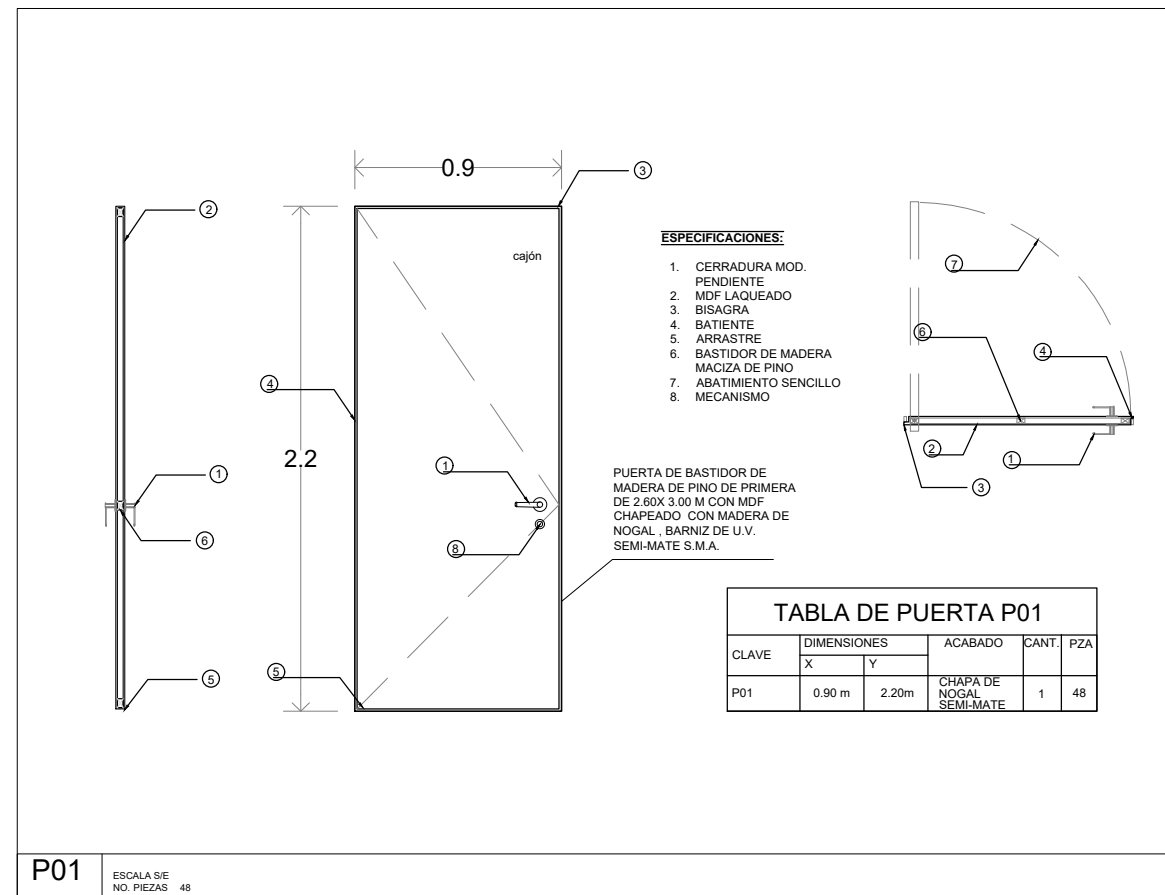 0.9
3
2
cajón
4
2.2
1
1
6
8
5
5
ESPECIFICACIONES:
1. CERRADURA MOD.
PENDIENTE
2. MDF LAQUEADO
3. BISAGRA
4. BATIENTE
5. ARRASTRE
6. BASTIDOR DE MADERA
MACIZA DE PINO
7. ABATIMIENTO SENCILLO
8. MECANISMO
7
6
4
2
1
3
PUERTA DE BASTIDOR DE
MADERA DE PINO DE PRIMERA
DE 2.60X 3.00 M CON MDF
CHAPEADO CON MADERA DE
NOGAL , BARNIZ DE U.V.
SEMI-MATE S.M.A.
TABLA DE PUERTA P01
CLAVE DIMENSIONES ACABADO CANT. PZA
X Y
P01 0.90 m 2.20m CHAPA DE NOGAL SEMI-MATE 1 48
P01
ESCALA S/E
NO. PIEZAS 48